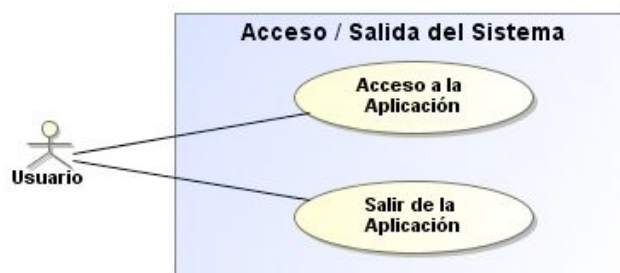 Acceso / Salida del Sistema
Acceso a la
Aplicación
Usuario
Salir de la
Aplicación